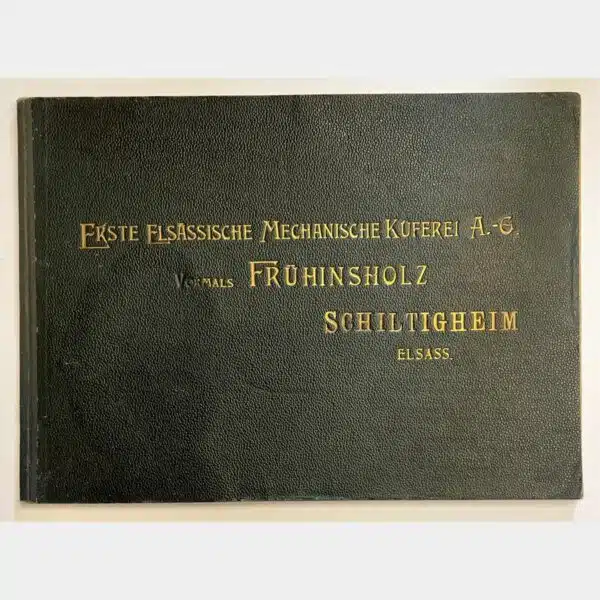 ERSTE ELSÄSSISCHE MECHANISCHE KÜFEREI A.-G.
VORMALS FRÜHINSHOLZ
SCHILTIGHEIM
ELSASS.